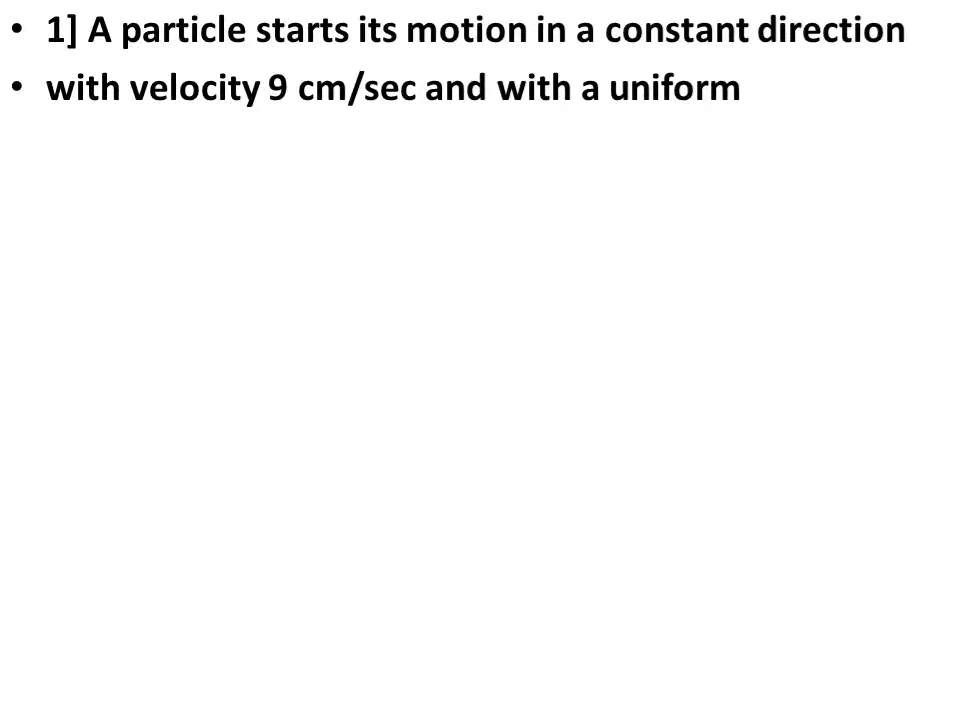 • 1] A particle starts its motion in a constant direction
• with velocity 9 cm/sec and with a uniform